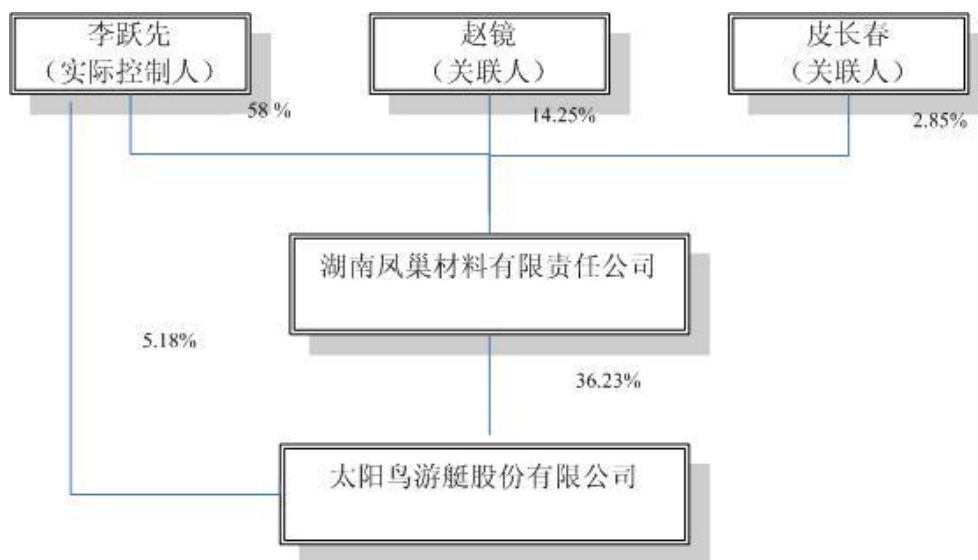 李跃先
（实际控制人）
赵镜
（关联人）
皮长春
（关联人）
58 %
14.25%
2.85%
湖南凤巢材料有限责任公司
5.18%
36.23%
太阳鸟游艇股份有限公司